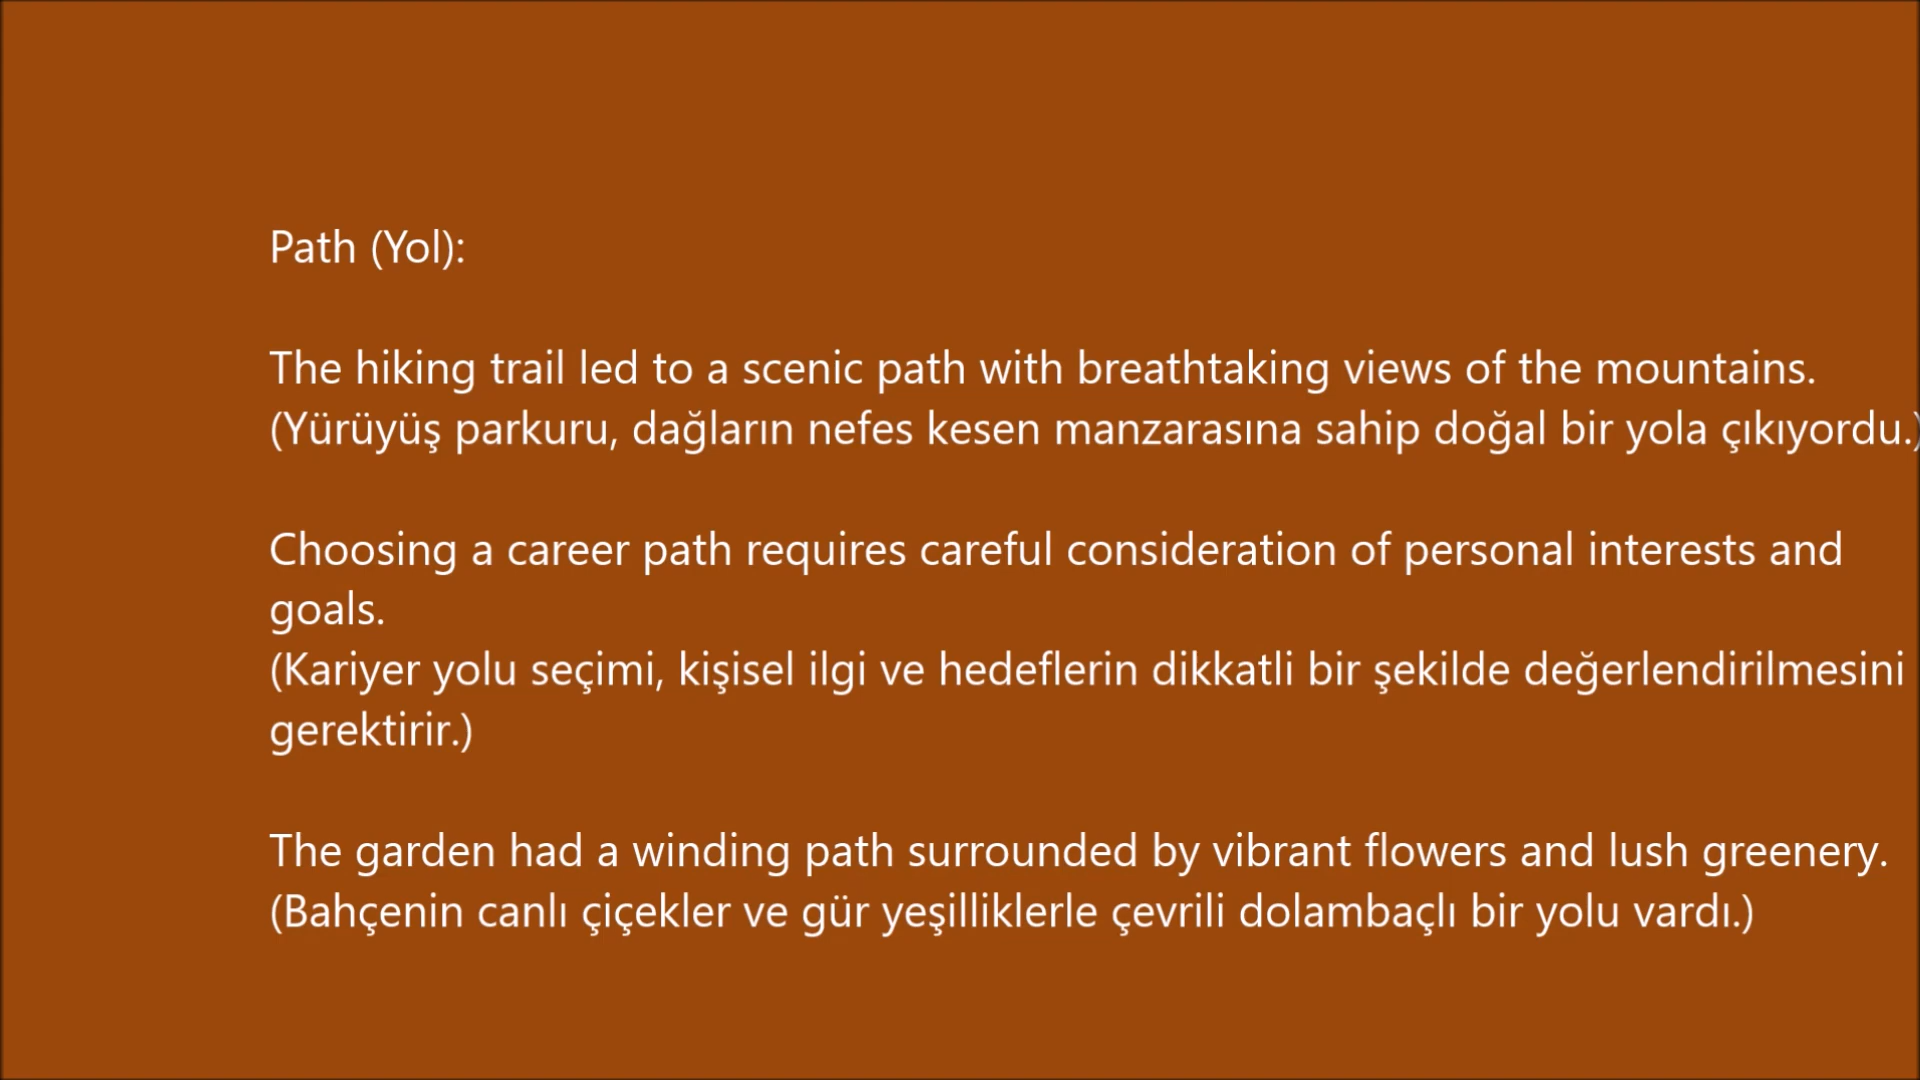 Path (Yol):
The hiking trail led to a scenic path with breathtaking views of the mountains.
(Yürüyüş parkuru, dağların nefes kesen manzarasına sahip doğal bir yola çıkıyordu.)
Choosing a career path requires careful consideration of personal interests and
goals.
(Kariyer yolu seçimi, kişisel ilgi ve hedeflerin dikkatli bir şekilde değerlendirilmesini
gerektirir.)
The garden had a winding path surrounded by vibrant flowers and lush greenery.
(Bahçenin canlı çiçekler ve gür yeşilliklerle çevrili dolambaçlı bir yolu vardı.)